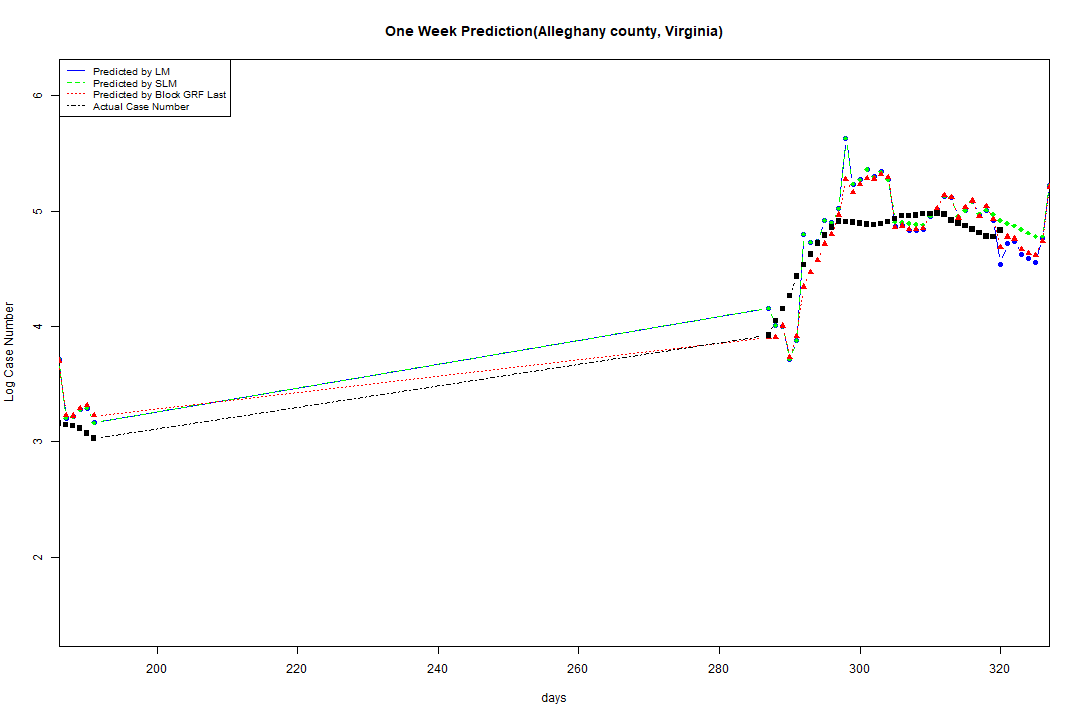 One Week Prediction(Alleghany county, Virginia)
Predicted by LM
Predicted by SLM
Predicted by Block GRF Last
Actual Case Number
6
5
4
3
2
Log Case Number
200 220 240 260 280 300 320
days